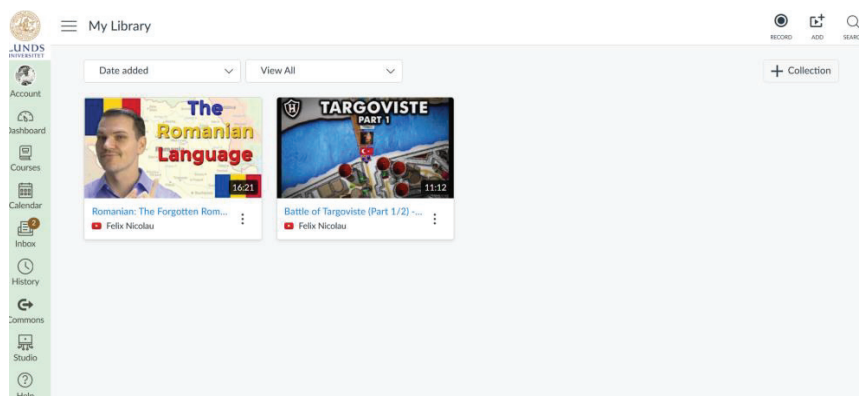 LUNDS
UNIVERSITET
Account
Dashboard
Courses
Calendar
2
Inbox
History
Commons
Studio
Help
My Library
RECORD
ADD
SEARC
Date added
View All
+ Collection
The
Romanian
Language
16:21
Romanian: The Forgotten Rom...
Felix Nicolau
H
TARGOVISTE
PART 1
11:12
Battle of Targoviste (Part 1/2) -...
Felix Nicolau